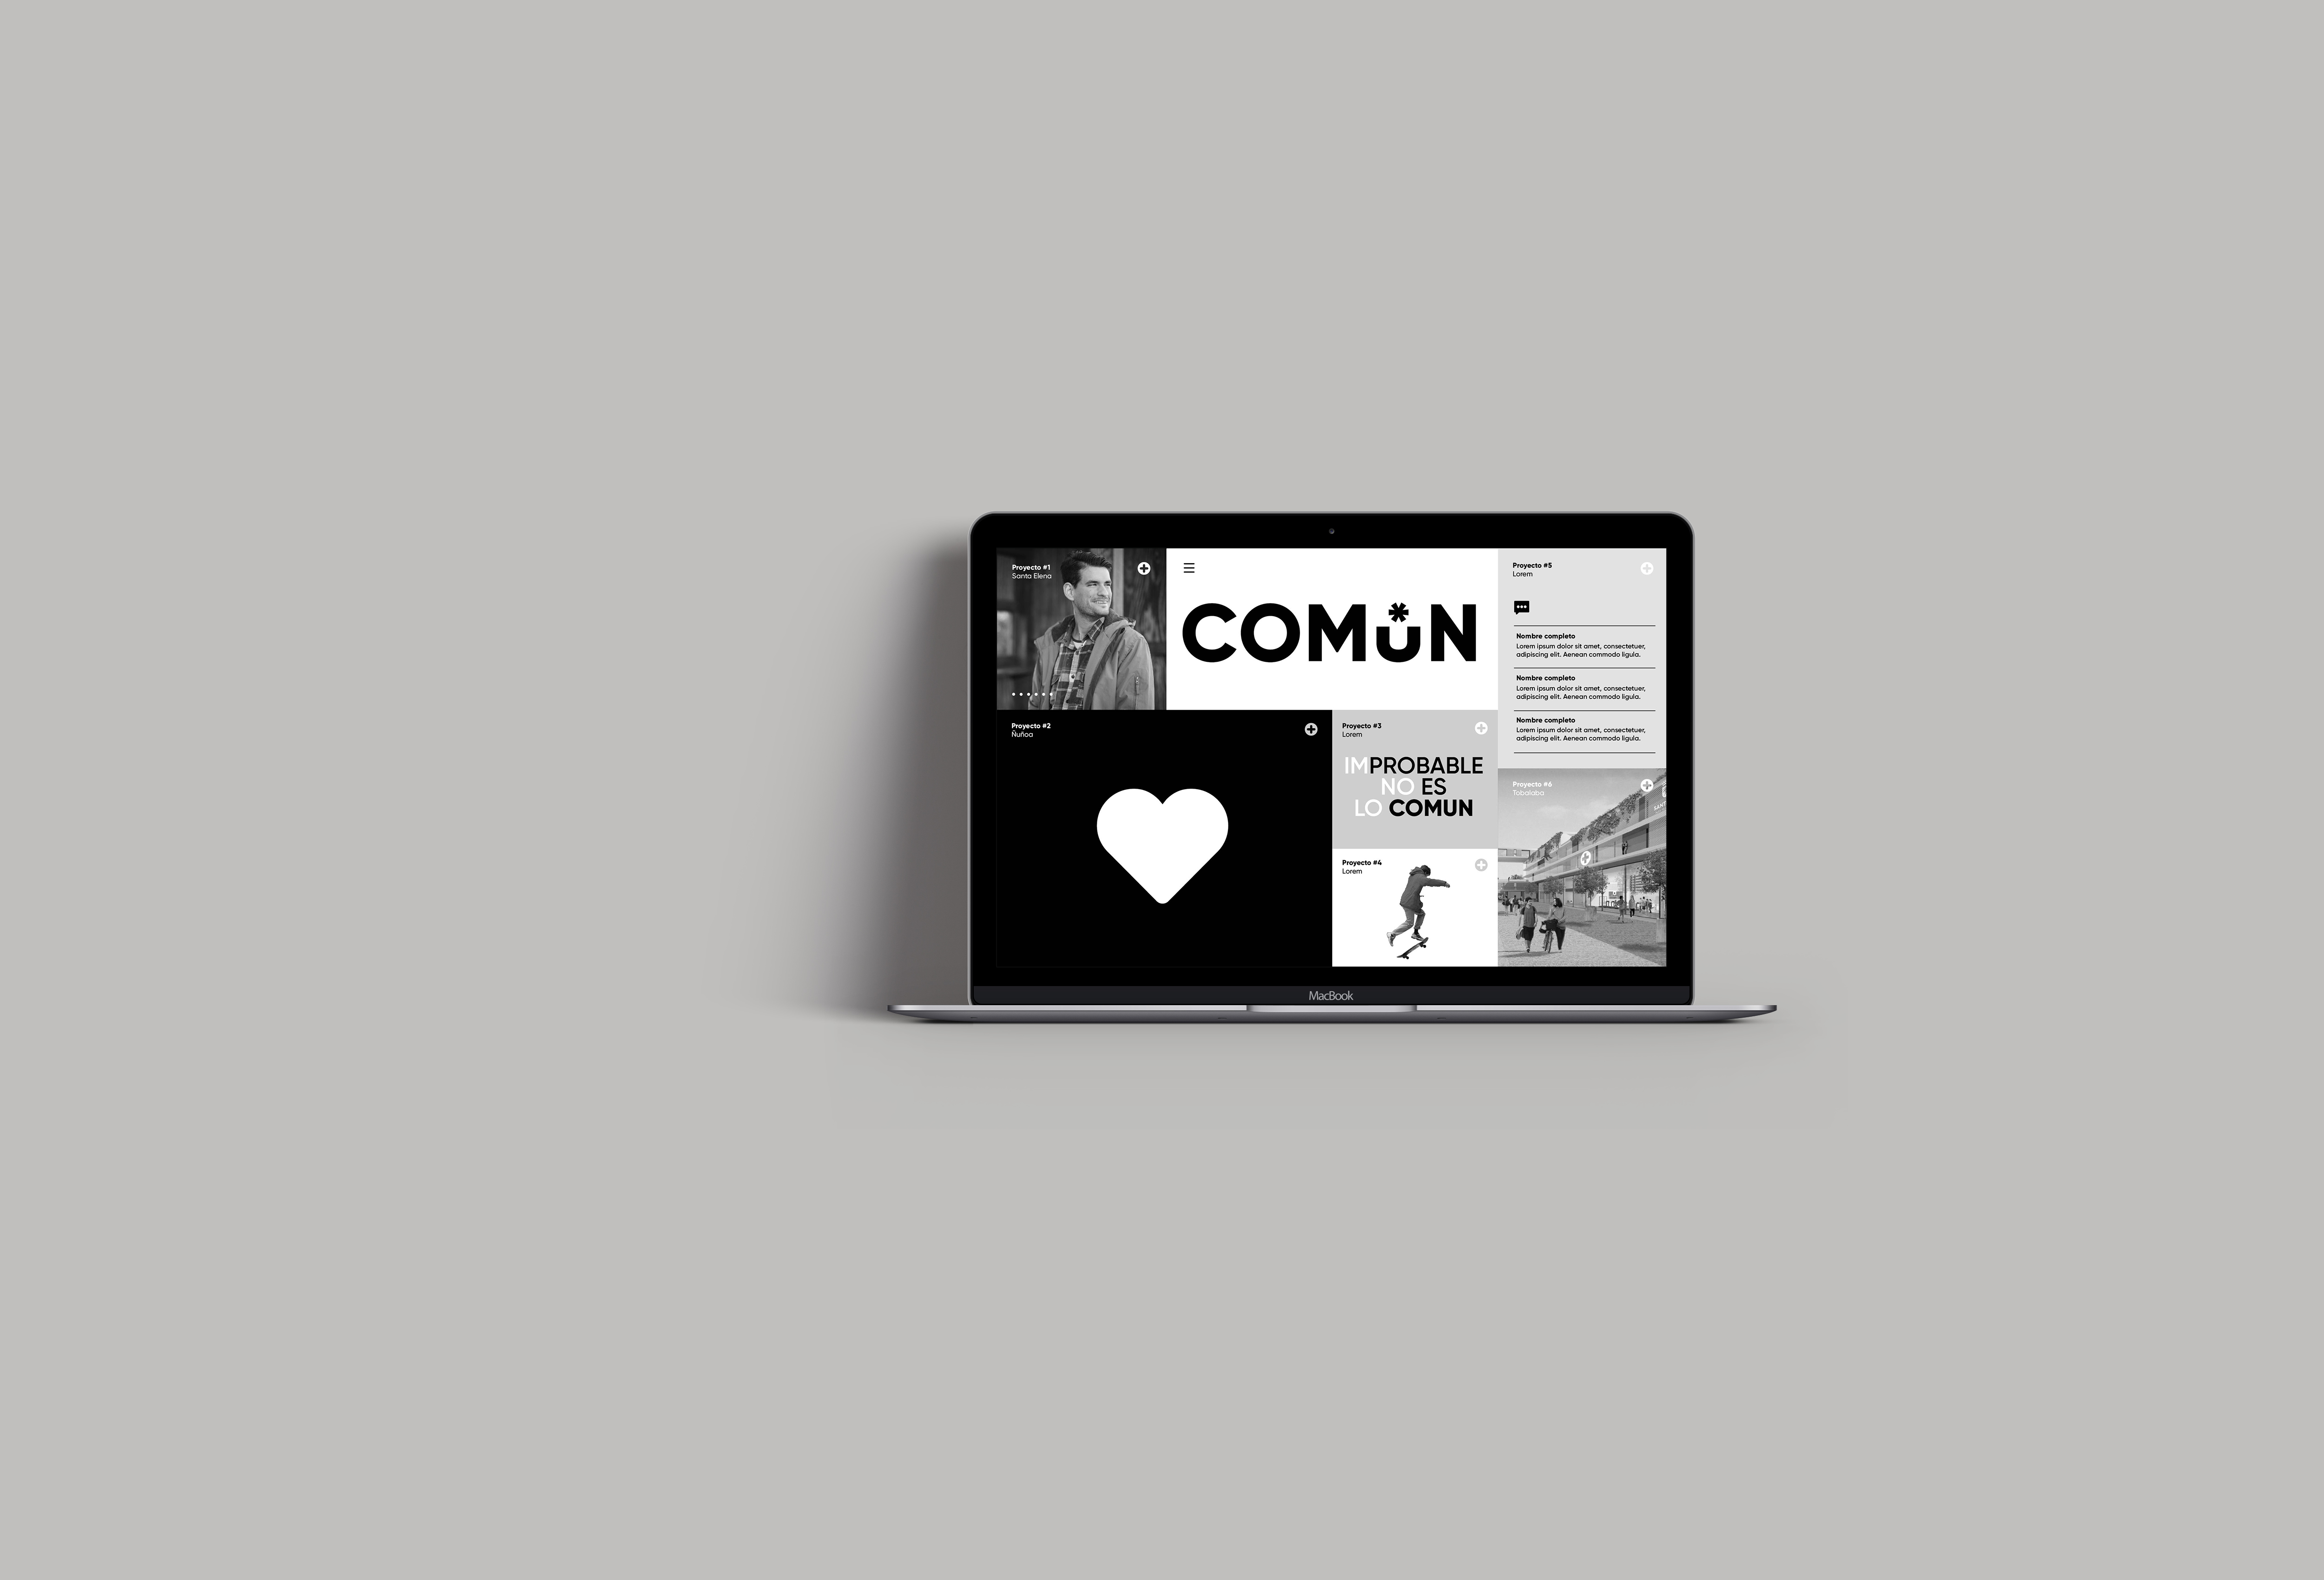 Proyecto #1
Santa Elena
COMÚN
Proyecto #5
Lorem
Nombre completo
Lorem ipsum dolor sit amet, consectetuer,
adipiscing elit. Aenean commodo ligula.
Nombre completo
Lorem ipsum dolor sit amet, consectetuer,
adipiscing elit. Aenean commodo ligula.
Nombre completo
Lorem ipsum dolor sit amet, consectetuer,
adipiscing elit. Aenean commodo ligula.
Proyecto #2
Ñuñoa
Proyecto #3
Lorem
IMPROBABLE
NO ES
LO COMUN
Proyecto #4
Lorem
Proyecto #6
Tobalaba
MacBook